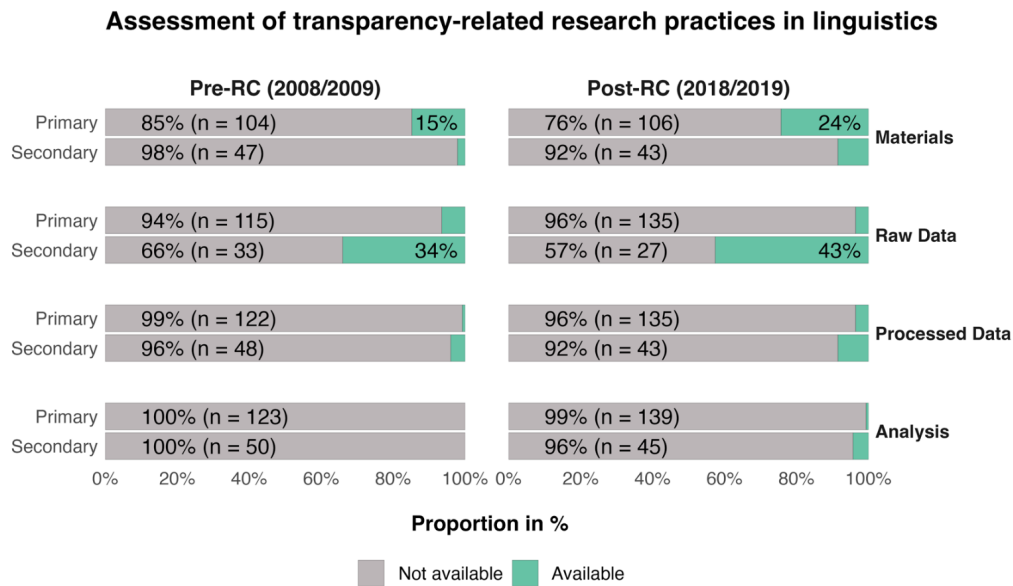 Assessment of transparency-related research practices in linguistics
Pre-RC (2008/2009)
Post-RC (2018/2019)
Primary 85% (n = 104) 15% 76% (n = 106) 24%
Materials
Secondary 98% (n = 47) 92% (n = 43)
Primary 94% (n = 115) 96% (n = 135)
Raw Data
Secondary 66% (n = 33) 34% 57% (n = 27) 43%
Primary 99% (n = 122) 96% (n = 135)
Processed Data
Secondary 96% (n = 48) 92% (n = 43)
Primary 100% (n = 123) 99% (n = 139)
Analysis
Secondary 100% (n = 50) 96% (n = 45)
0% 20% 40% 60% 80% 100% 0% 20% 40% 60% 80% 100%
Proportion in %
Not available Available